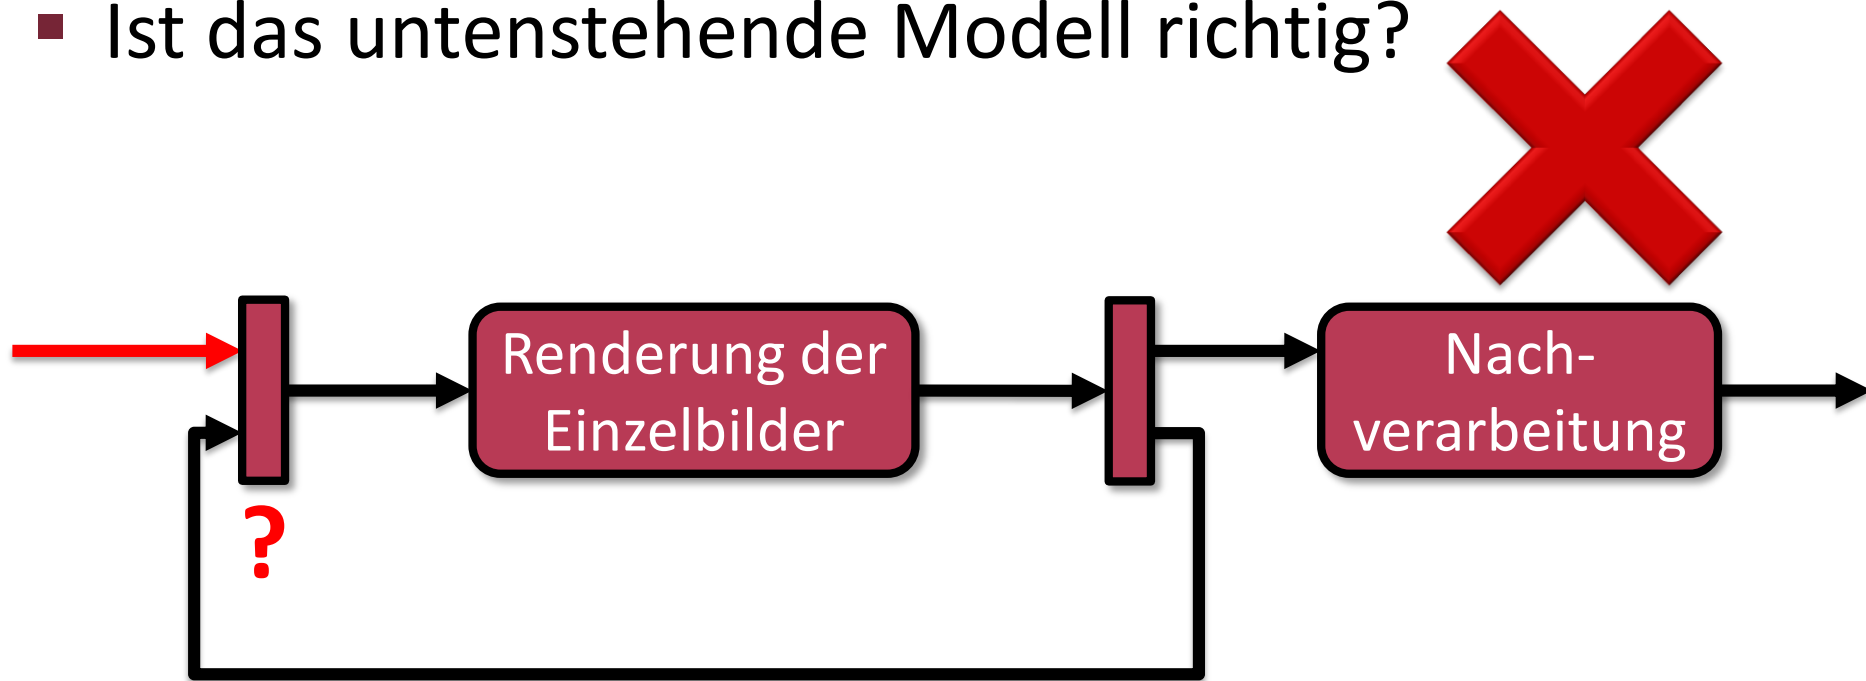 Ist das untenstehende Modell richtig?
Renderung der
Einzelbilder
Nach-
verarbeitung
?